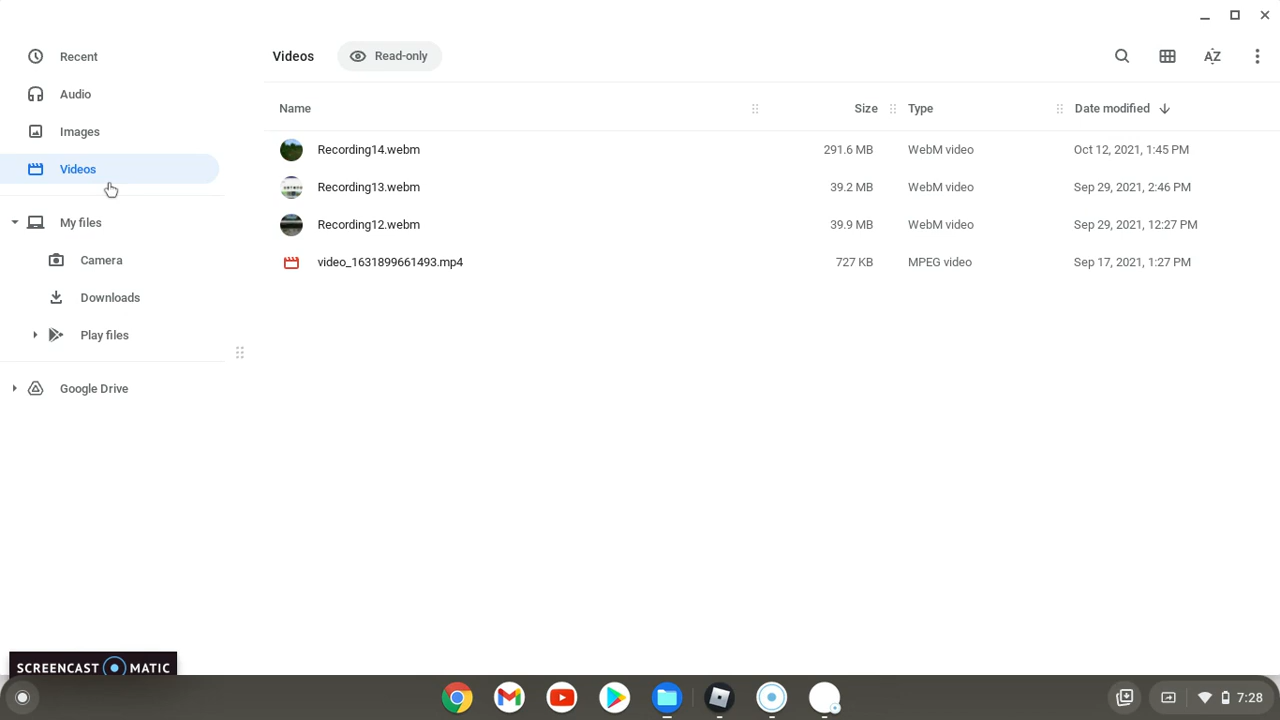 Recent
Audio
Images
Videos
My files
Camera
Downloads
Play files
Google Drive
Videos Read-only
Name Size Type Date modified
Recording14.webm 291.6 MB WebM video Oct 12, 2021, 1:45 PM
Recording13.webm 39.2 MB WebM video Sep 29, 2021, 2:46 PM
Recording12.webm 39.9 MB WebM video Sep 29, 2021, 12:27 PM
video_1631899661493.mp4 727 KB MPEG video Sep 17, 2021, 1:27 PM
SCREENCAST MATIC
7:28